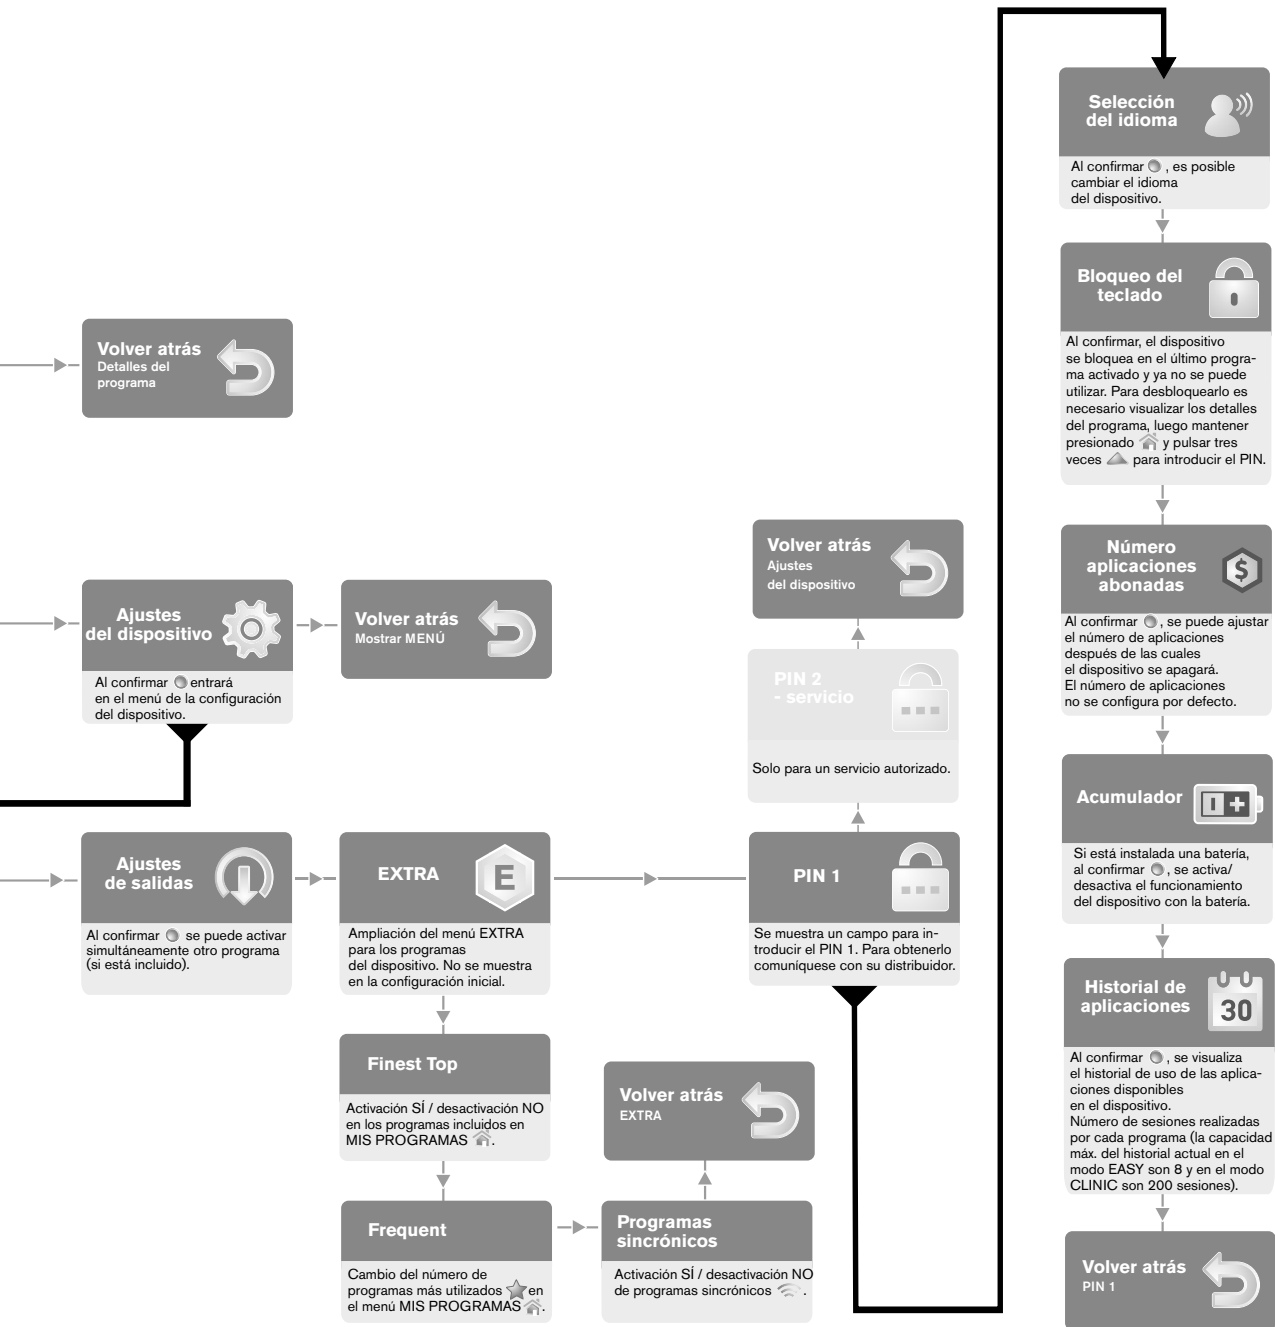 Volver atrás
Detalles del
programa
Ajustes
del dispositivo
Al confirmar entrará
en el menú de la configuración
del dispositivo.
Volver atrás
Mostrar MENÚ
Ajustes
de salidas
Al confirmar se puede activar
simultáneamente otro programa
(si está incluido).
EXTRA
E
Ampliación del menú EXTRA
para los programas
del dispositivo. No se muestra
en la configuración inicial.
Finest Top
Activación SÍ / desactivación NO
en los programas incluidos en
MIS PROGRAMAS .
Frequent
Cambio del número de
programas más utilizados en
el menú MIS PROGRAMAS .
Programas
sincrónicos
Activación SÍ / desactivación NO
de programas sincrónicos .
Volver atrás
EXTRA
PIN 1
Se muestra un campo para in-
troducir el PIN 1. Para obtenerlo
comuníquese con su distribuidor.
PIN 2
- servicio
Solo para un servicio autorizado.
Volver atrás
Ajustes
del dispositivo
Selección
del idioma
Al confirmar , es posible
cambiar el idioma
del dispositivo.
Bloqueo del
teclado
Al confirmar, el dispositivo
se bloquea en el último progra-
ma activado y ya no se puede
utilizar. Para desbloquearlo es
necesario visualizar los detalles
del programa, luego mantener
presionado y pulsar tres
veces para introducir el PIN.
Número
aplicaciones
abonadas
$
Al confirmar , se puede ajustar
el número de aplicaciones
después de las cuales
el dispositivo se apagará.
El número de aplicaciones
no se configura por defecto.
Acumulador
Si está instalada una batería,
al confirmar , se activa/
desactiva el funcionamiento
del dispositivo con la batería.
Historial de
aplicaciones
30
Al confirmar , se visualiza
el historial de uso de las aplica-
ciones disponibles
en el dispositivo.
Número de sesiones realizadas
por cada programa (la capacidad
máx. del historial actual en el
modo EASY son 8 y en el modo
CLINIC son 200 sesiones).
Volver atrás
PIN 1